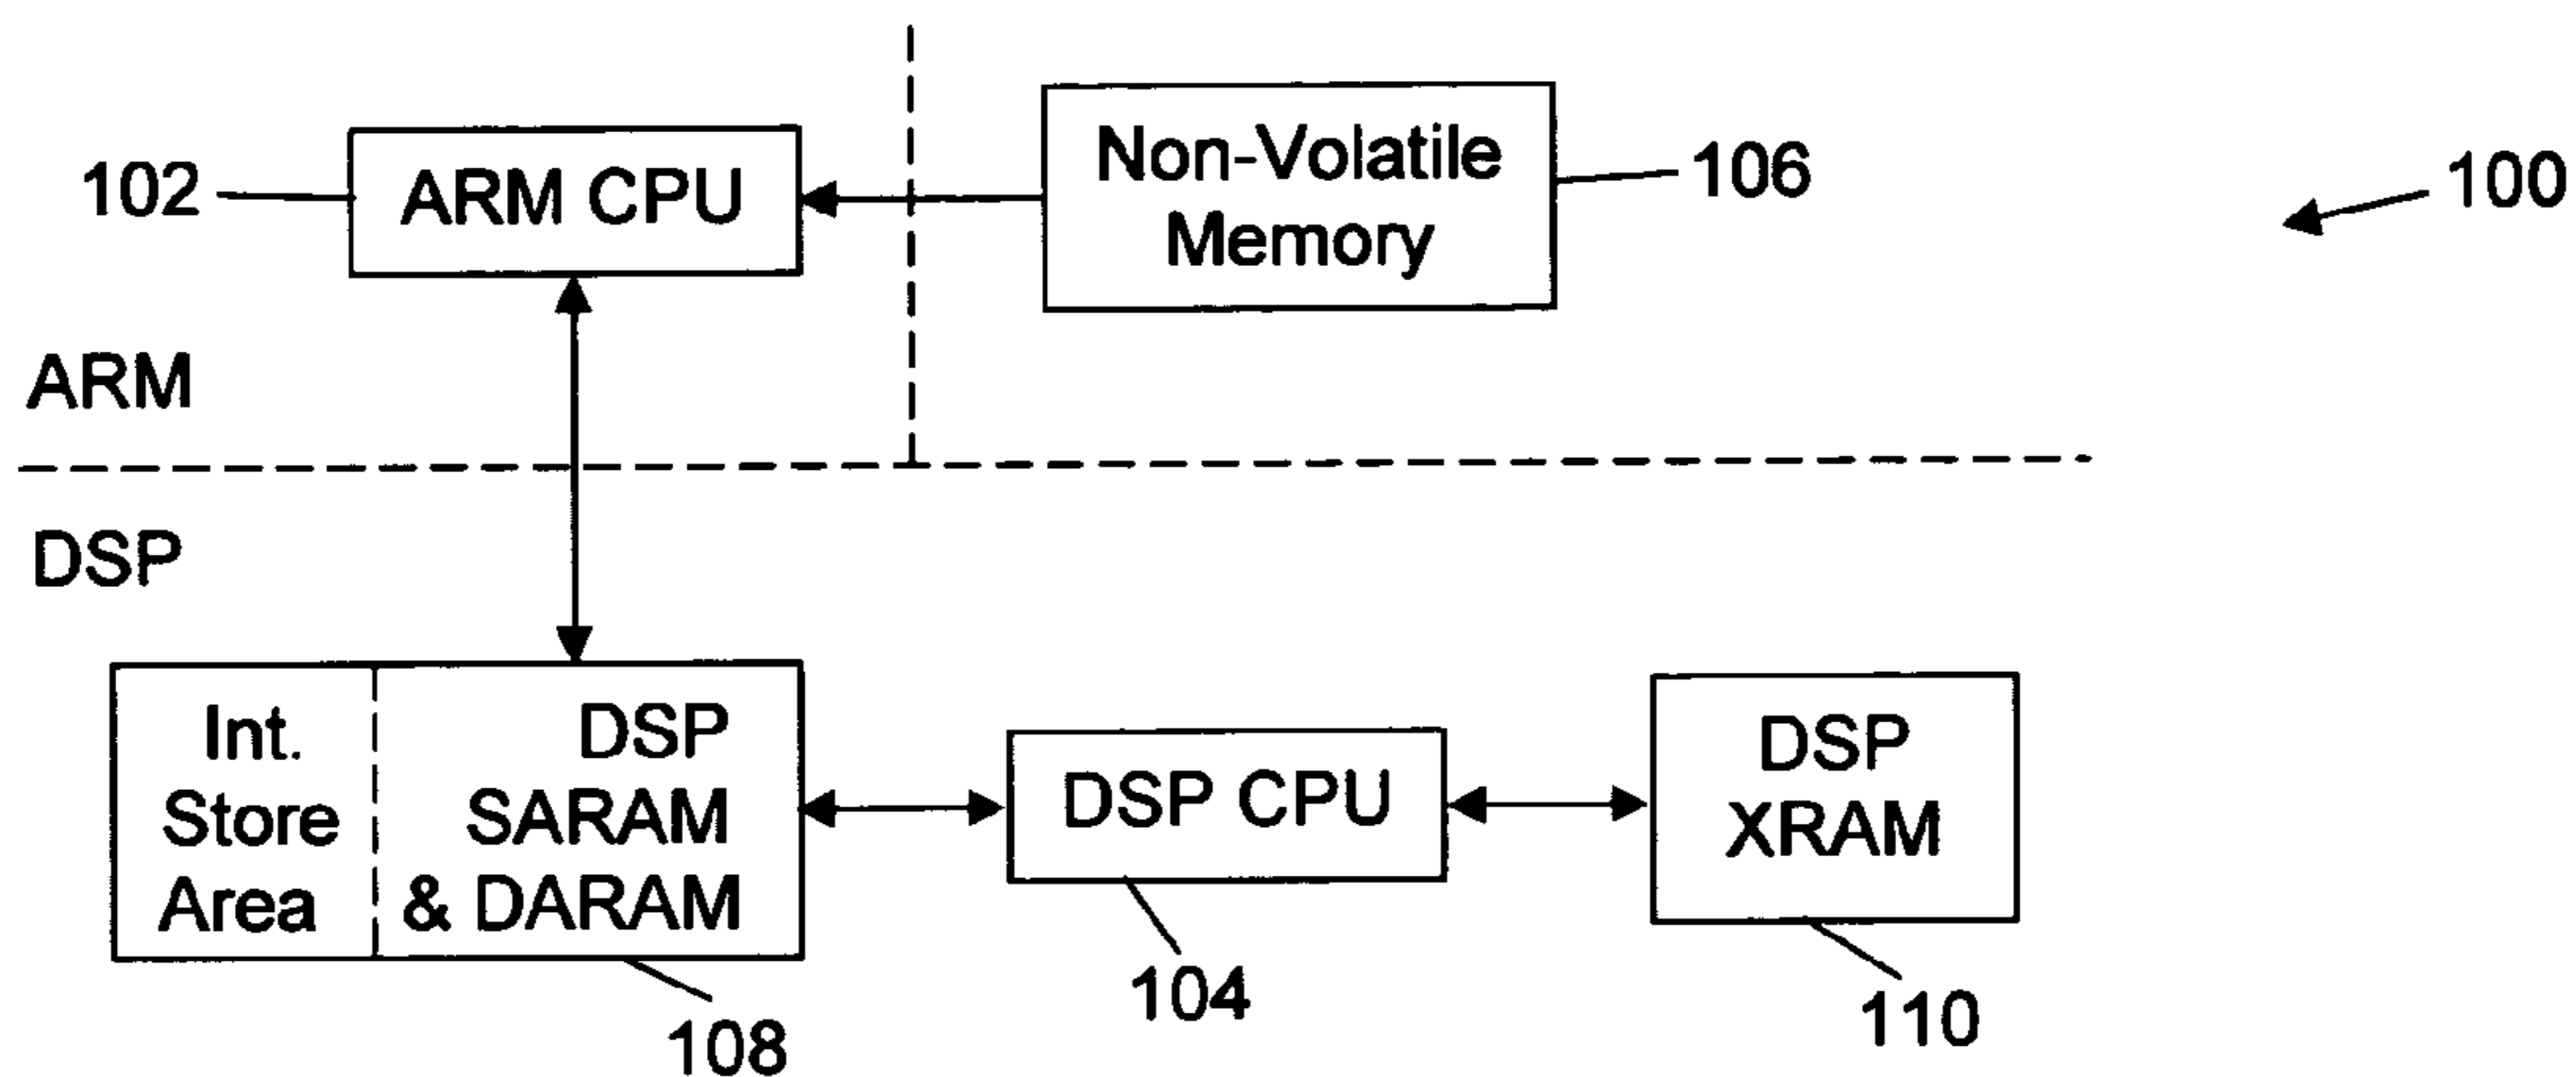 102
ARM CPU
Non-Volatile
Memory
106
100
ARM
DSP
Int.
Store
Area
DSP
SARAM
& DARAM
108
DSP CPU
104
DSP
XRAM
110